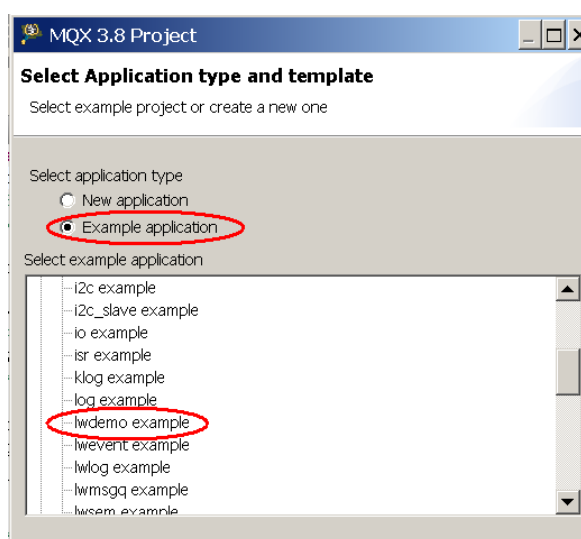 MQX 3.8 Project
Select Application type and template
Select example project or create a new one
Select application type
New application
Example application
Select example application
i2c example
i2c_slave example
io example
isr example
klog example
log example
lwdemo example
lwevent example
lwlog example
lwmsgq example
lwsem example